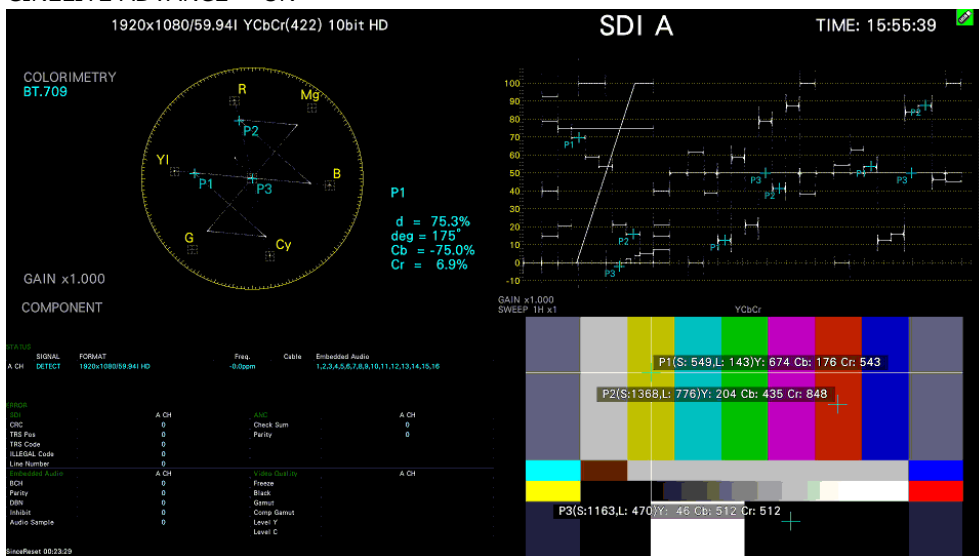 1920x1080/59.94I YCbCr(422) 10bit HD
SDI A
TIME: 15:55:39
COLORIMETRY
BT.709
R
Mg
P2
YI
P1
P3
B
G
Cy
P1
d = 75.3%
deg = 175°
Cb = -75.0%
Cr = 6.9%
GAIN x1.000
COMPONENT
100
90
80
70
60
50
40
30
20
10
0
-10
P1
P2
P3
P1
P3
P2
P1
P2
P3
GAIN x1.000
SWEEP 1H x1
YCbCr
STATUS
SIGNAL FORMAT Freq. Cable Embedded Audio
A CH DETECT 1920x1080/59.94I HD -0.0ppm 1,2,3,4,5,6,7,8,9,10,11,12,13,14,15,16
ERROR
SDI A CH ANC A CH
CRC 0 Check Sum 0
TRS Pos 0 Parity 0
TRS Code 0
ILLEGAL Code 0
Line Number 0
Embedded Audio A CH Video Quality A CH
BCH 0 Freeze
Parity 0 Black
DBN 0 Gamut
Inhibit 0 Comp Gamut
Audio Sample 0 Level Y
Level C
SinceReset 00:23:29
P1(S: 549,L: 143)Y: 674 Cb: 176 Cr: 543
P2(S:1368,L: 776)Y: 204 Cb: 435 Cr: 848
P3(S:1163,L: 470)Y: 46 Cb: 512 Cr: 512